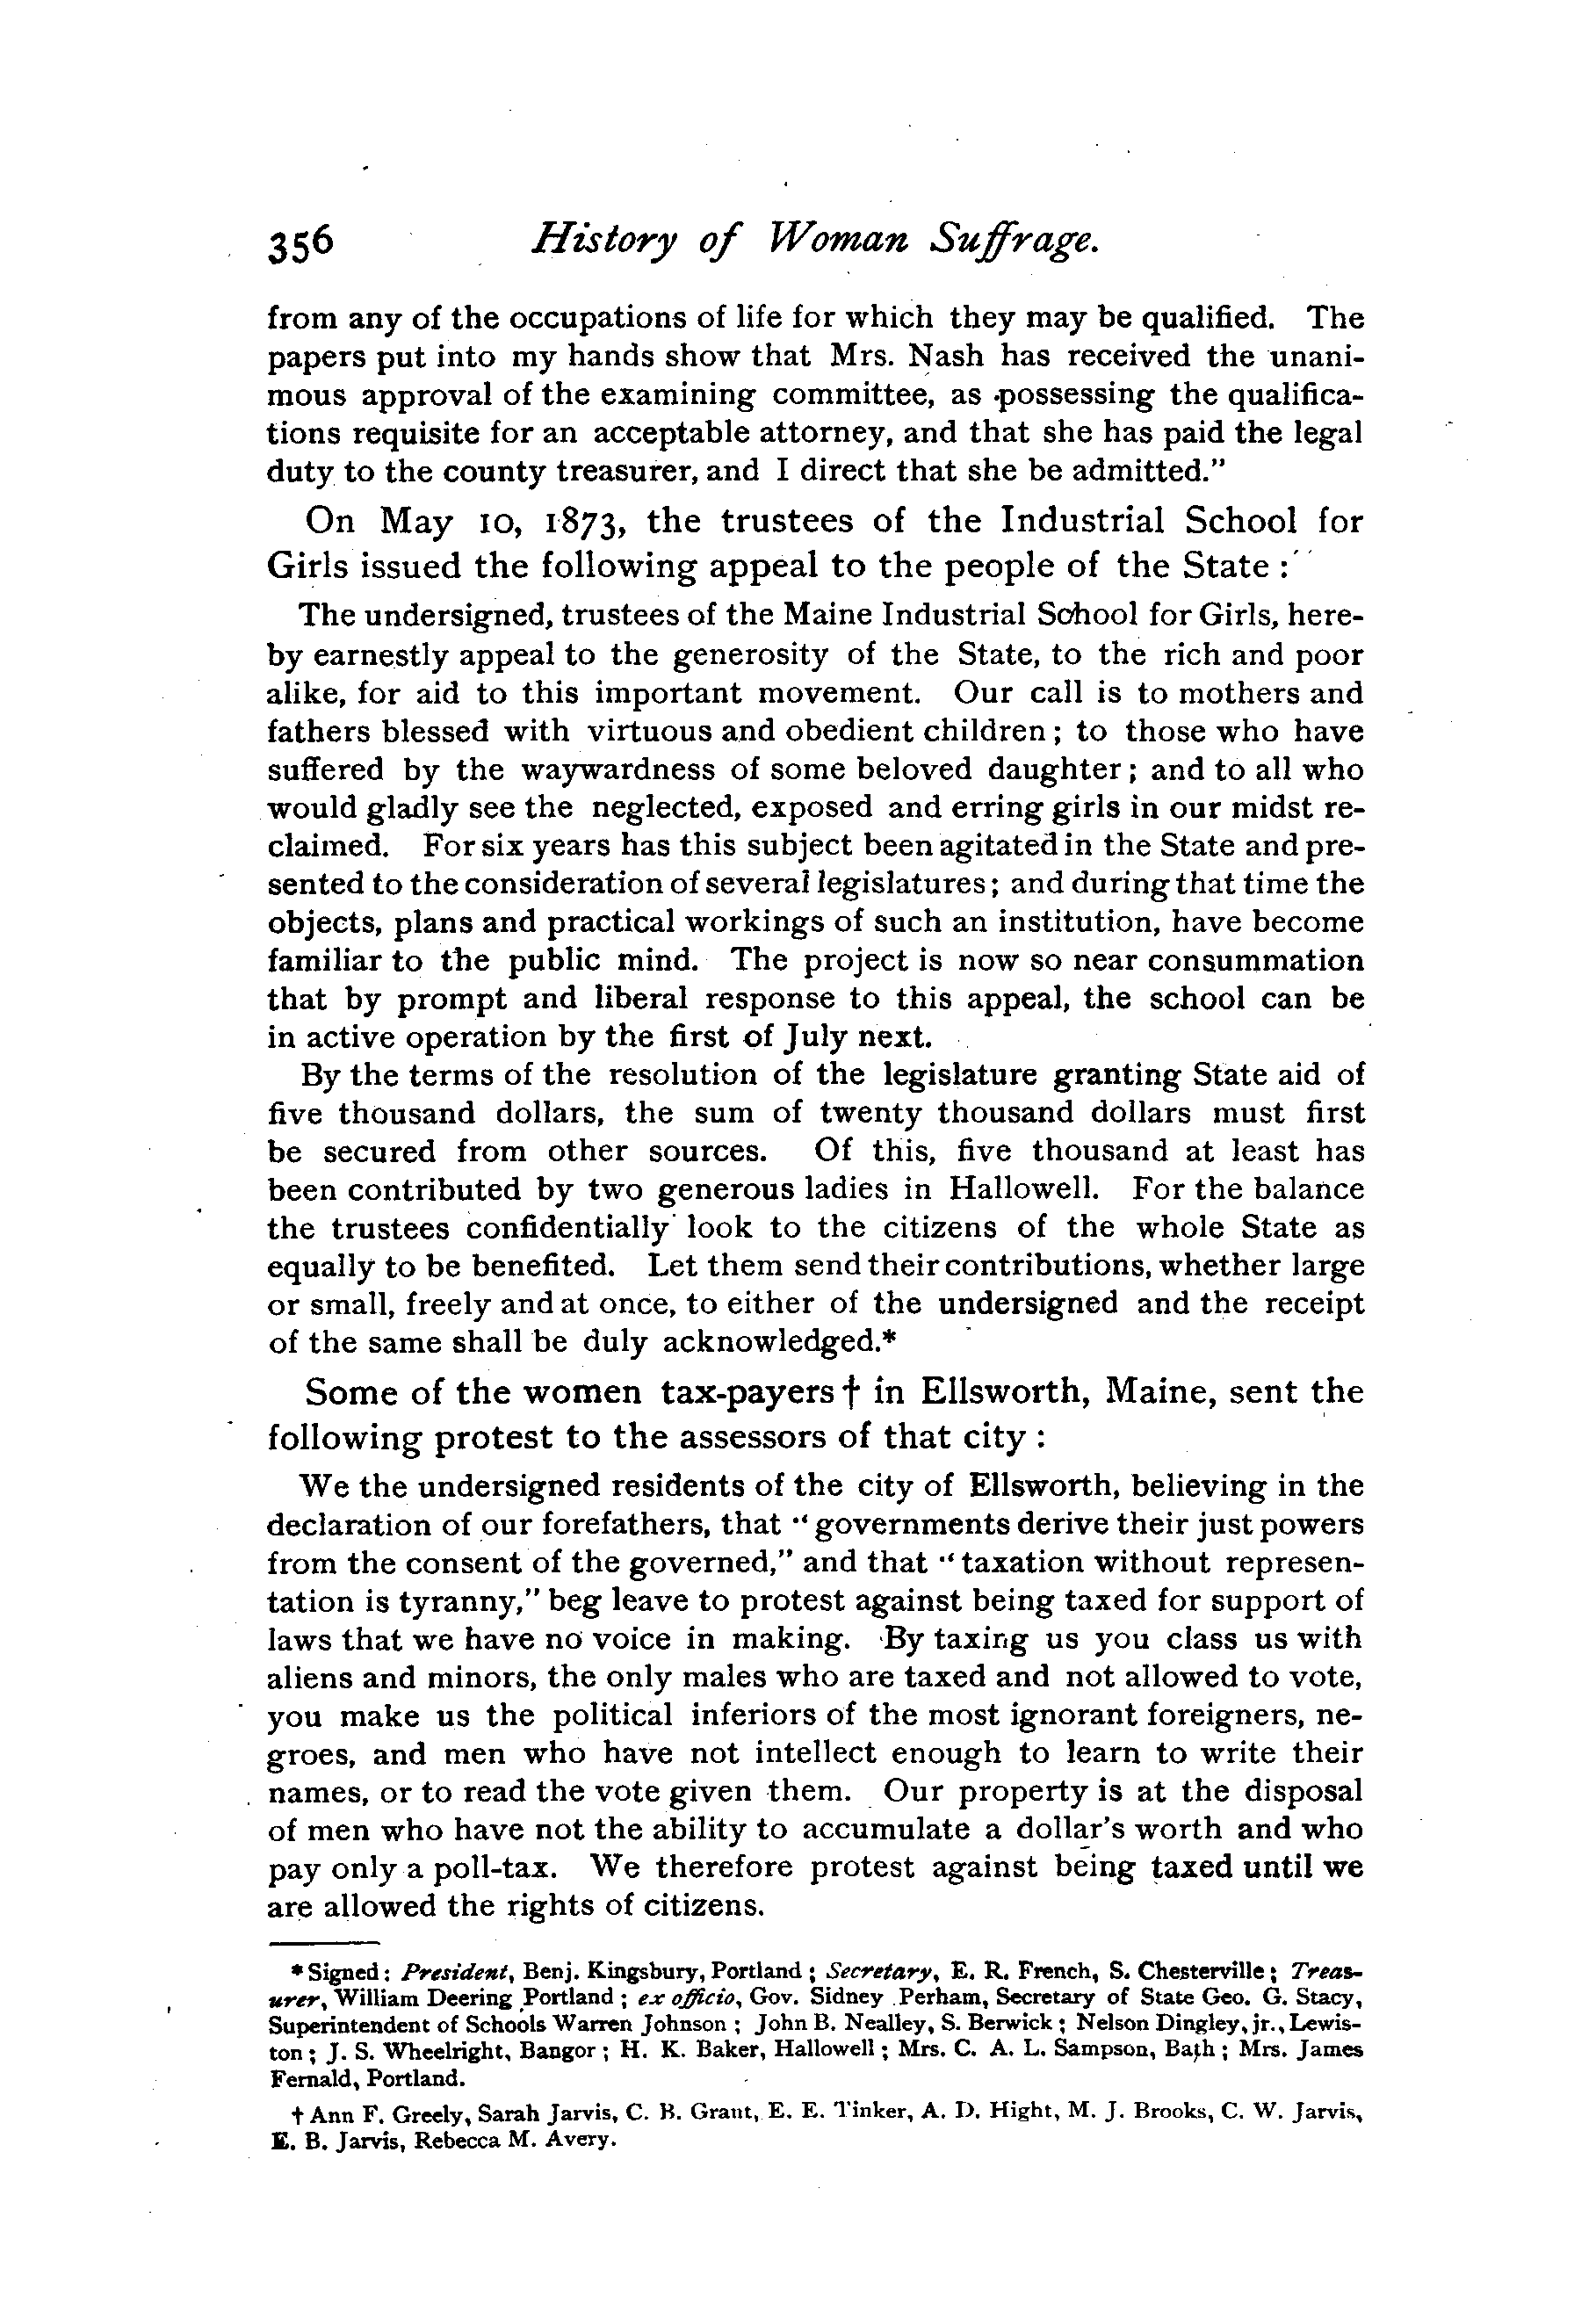 356 History of Woman Suffrage.
from any of the occupations of life for which they may be qualified. The
papers put into my hands show that Mrs. Nash has received the unani-
mous approval of the examining committee, as possessing the qualifica-
tions requisite for an acceptable attorney, and that she has paid the legal
duty to the county treasurer, and I direct that she be admitted."
On May 10, 1873, the trustees of the Industrial School for
Girls issued the following appeal to the people of the State :
The undersigned, trustees of the Maine Industrial School for Girls, here-
by earnestly appeal to the generosity of the State, to the rich and poor
alike, for aid to this important movement. Our call is to mothers and
fathers blessed with virtuous and obedient children ; to those who have
suffered by the waywardness of some beloved daughter ; and to all who
would gladly see the neglected, exposed and erring girls in our midst re-
claimed. For six years has this subject been agitated in the State and pre-
sented to the consideration of several legislatures ; and during that time the
objects, plans and practical workings of such an institution, have become
familiar to the public mind. The project is now so near consummation
that by prompt and liberal response to this appeal, the school can be
in active operation by the first of July next.
By the terms of the resolution of the legislature granting State aid of
five thousand dollars, the sum of twenty thousand dollars must first
be secured from other sources. Of this, five thousand at least has
been contributed by two generous ladies in Hallowell. For the balance
the trustees confidentially look to the citizens of the whole State as
equally to be benefited. Let them send their contributions, whether large
or small, freely and at once, to either of the undersigned and the receipt
of the same shall be duly acknowledged.*
Some of the women tax-payers † in Ellsworth, Maine, sent the
following protest to the assessors of that city :
We the undersigned residents of the city of Ellsworth, believing in the
declaration of our forefathers, that "governments derive their just powers
from the consent of the governed," and that "taxation without represen-
tation is tyranny," beg leave to protest against being taxed for support of
laws that we have no voice in making. By taxing us you class us with
aliens and minors, the only males who are taxed and not allowed to vote,
you make us the political inferiors of the most ignorant foreigners, ne-
groes, and men who have not intellect enough to learn to write their
names, or to read the vote given them. Our property is at the disposal
of men who have not the ability to accumulate a dollar's worth and who
pay only a poll-tax. We therefore protest against being taxed until we
are allowed the rights of citizens.
* Signed : President, Benj. Kingsbury, Portland ; Secretary, E. R. French, S. Chesterville ; Treas-
urer, William Deering Portland ; ex officio, Gov. Sidney Perham, Secretary of State Geo. G. Stacy,
Superintendent of Schools Warren Johnson ; John B. Nealley, S. Berwick ; Nelson Dingley, jr., Lewis-
ton ; J. S. Wheelright, Bangor ; H. K. Baker, Hallowell ; Mrs. C. A. L. Sampson, Bath ; Mrs. James
Fernald, Portland.
† Ann F. Greely, Sarah Jarvis, C. B. Grant, E. E. Tinker, A. D. Hight, M. J. Brooks, C. W. Jarvis,
E. B. Jarvis, Rebecca M. Avery.